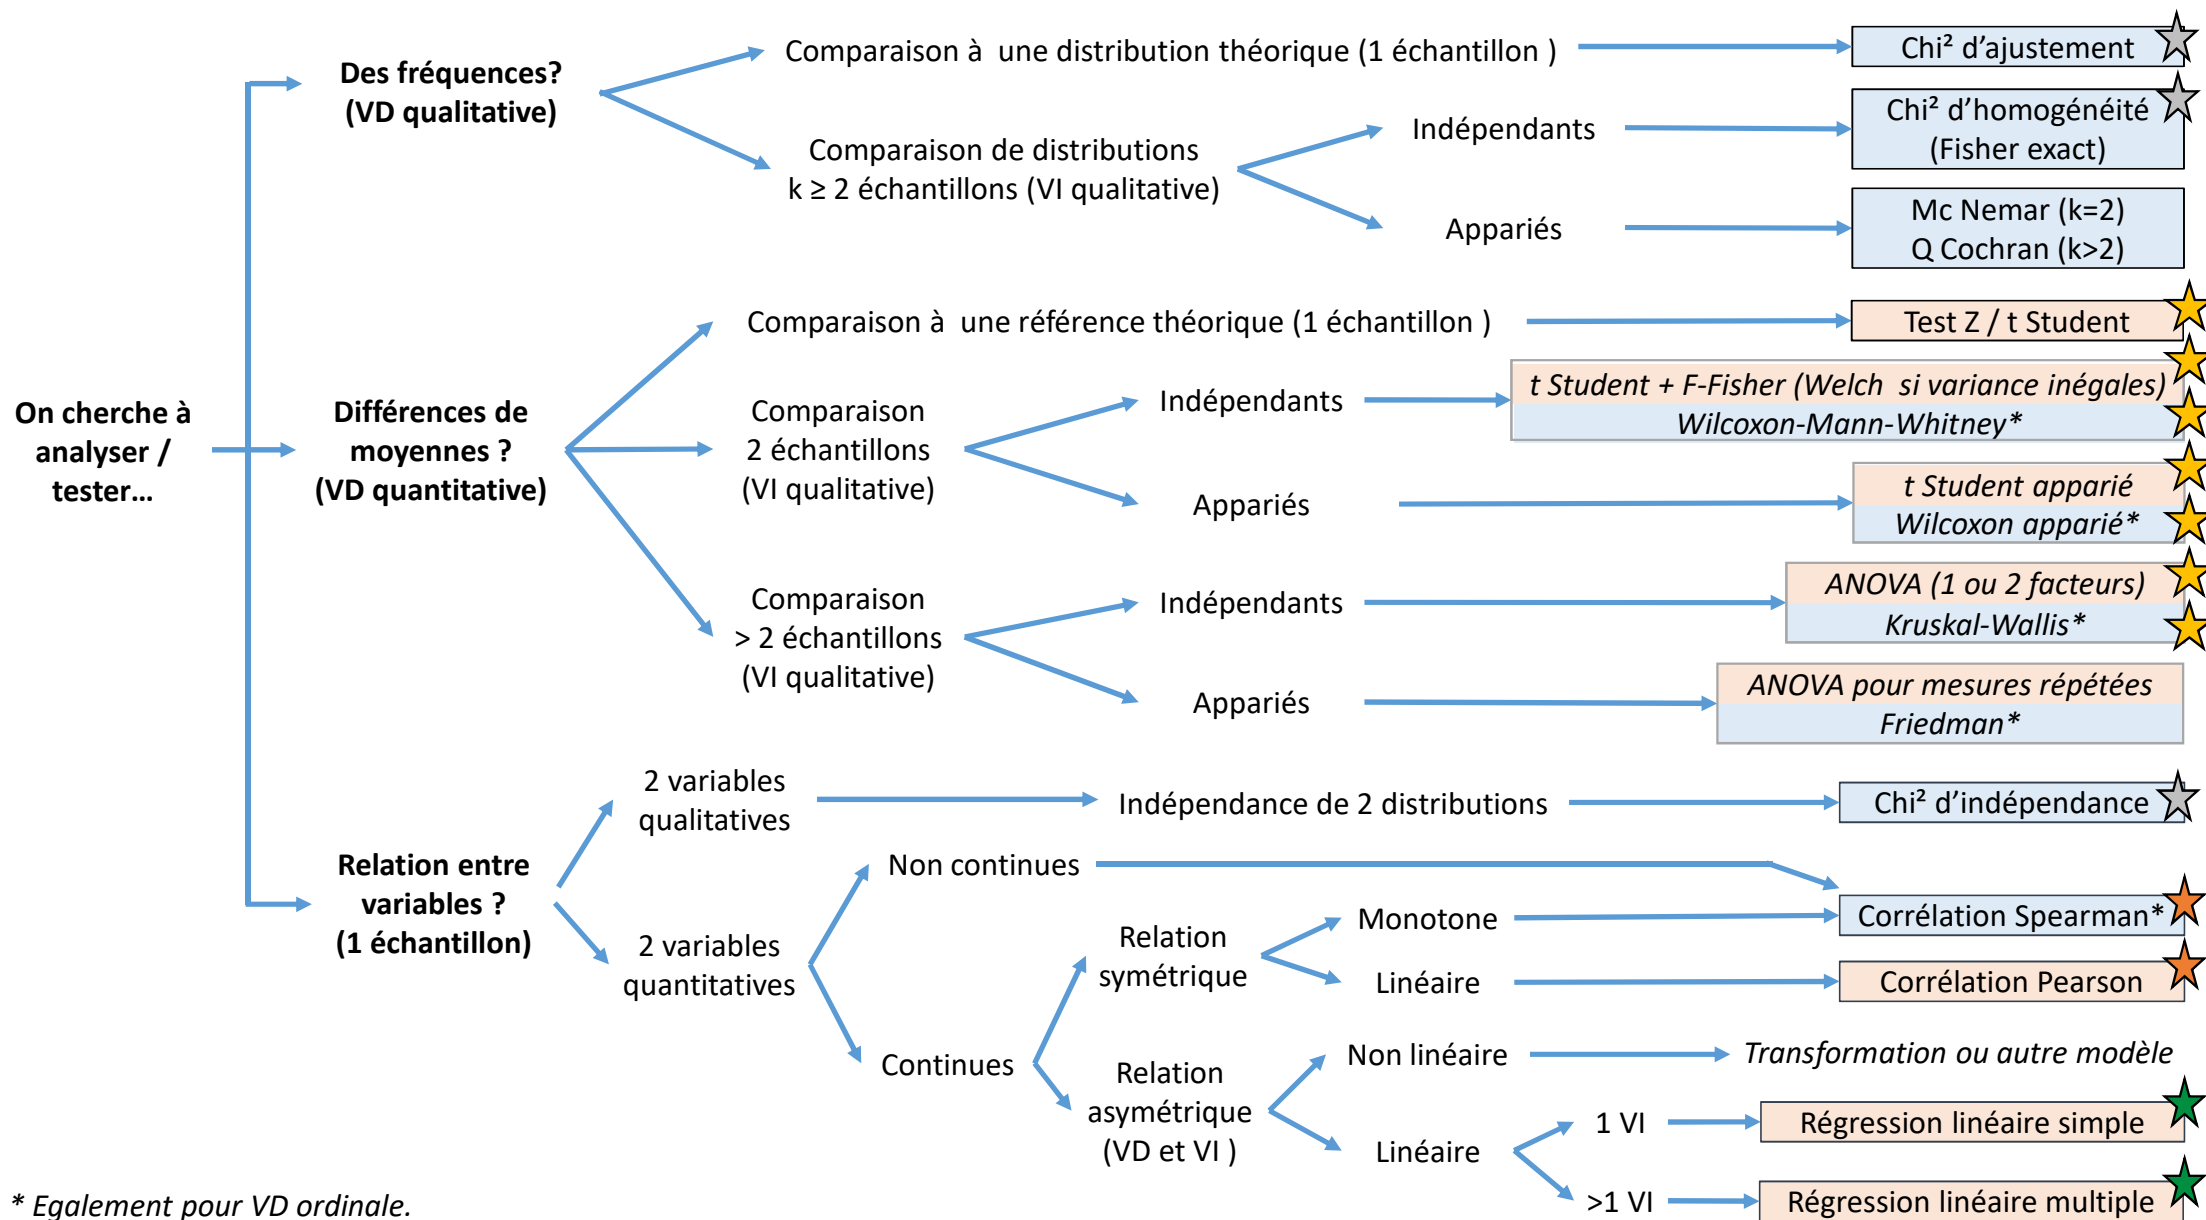 On cherche à
analyser /
tester…
Des fréquences?
(VD qualitative)
Comparaison à  une distribution théorique (1 échantillon )
Chi² d’ajustement
Comparaison de distributions
k ≥ 2 échantillons (VI qualitative)
Indépendants
Chi² d’homogénéité
(Fisher exact)
Appariés
Mc Nemar (k=2)
Q Cochran (k>2)
Différences de
moyennes ?
(VD quantitative)
Comparaison à  une référence théorique (1 échantillon )
Test Z / t Student
Comparaison
2 échantillons
(VI qualitative)
Indépendants
t Student + F-Fisher (Welch  si variance inégales)
Wilcoxon-Mann-Whitney*
Appariés
t Student apparié
Wilcoxon apparié*
Comparaison
> 2 échantillons
(VI qualitative)
Indépendants
ANOVA (1 ou 2 facteurs)
Kruskal-Wallis*
Appariés
ANOVA pour mesures répétées
Friedman*
Relation entre
variables ?
(1 échantillon)
2 variables
qualitatives
Indépendance de 2 distributions
Chi² d’indépendance
2 variables
quantitatives
Non continues
Continues
Relation
symétrique
Monotone
Corrélation Spearman*
Linéaire
Corrélation Pearson
Relation
asymétrique
(VD et VI )
Non linéaire
Transformation ou autre modèle
Linéaire
1 VI
Régression linéaire simple
>1 VI
Régression linéaire multiple
* Egalement pour VD ordinale.